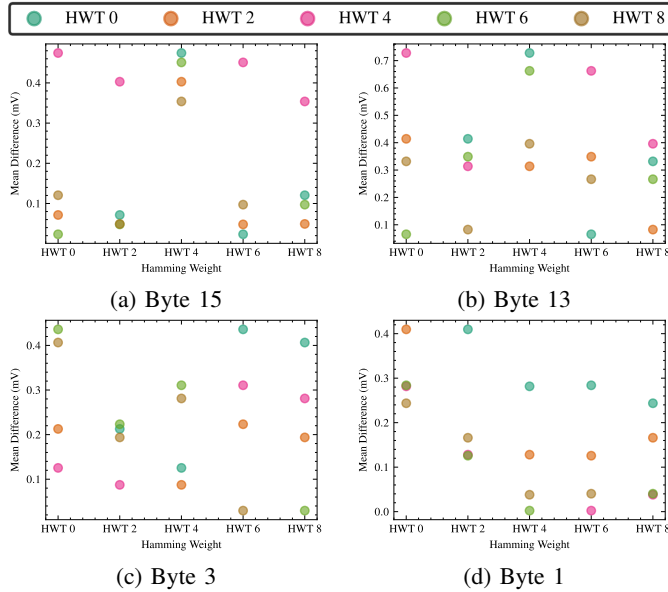 HWT 0 HWT 2 HWT 4 HWT 6 HWT 8
0.4
0.3
0.2
0.1
Mean Difference (mV)
HWT 0 HWT 2 HWT 4 HWT 6 HWT 8
Hamming Weight
(a) Byte 15
0.7
0.6
0.5
0.4
0.3
0.2
0.1
Mean Difference (mV)
HWT 0 HWT 2 HWT 4 HWT 6 HWT 8
Hamming Weight
(b) Byte 13
0.4
0.3
0.2
0.1
Mean Difference (mV)
HWT 0 HWT 2 HWT 4 HWT 6 HWT 8
Hamming Weight
(c) Byte 3
0.4
0.3
0.2
0.1
0.0
Mean Difference (mV)
HWT 0 HWT 2 HWT 4 HWT 6 HWT 8
Hamming Weight
(d) Byte 1